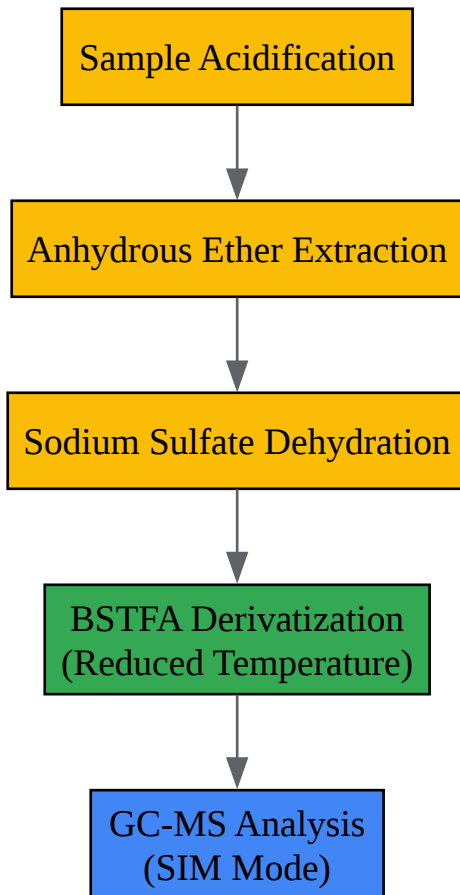 Sample Acidification
Anhydrous Ether Extraction
Sodium Sulfate Dehydration
BSTFA Derivatization
(Reduced Temperature)
GC-MS Analysis
(SIM Mode)